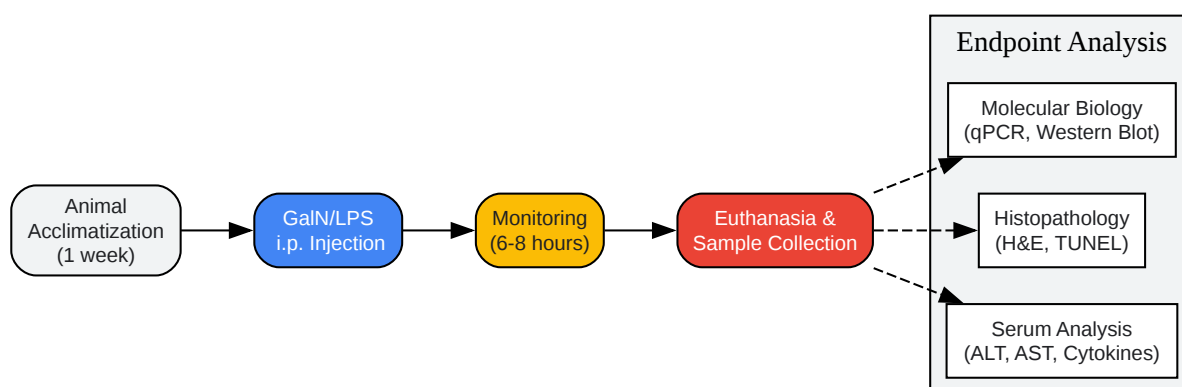 Animal
Acclimatization
(1 week)
GalN/LPS
i.p. Injection
Monitoring
(6-8 hours)
Euthanasia &
Sample Collection
Endpoint Analysis
Molecular Biology
(qPCR, Western Blot)
Histopathology
(H&E, TUNEL)
Serum Analysis
(ALT, AST, Cytokines)